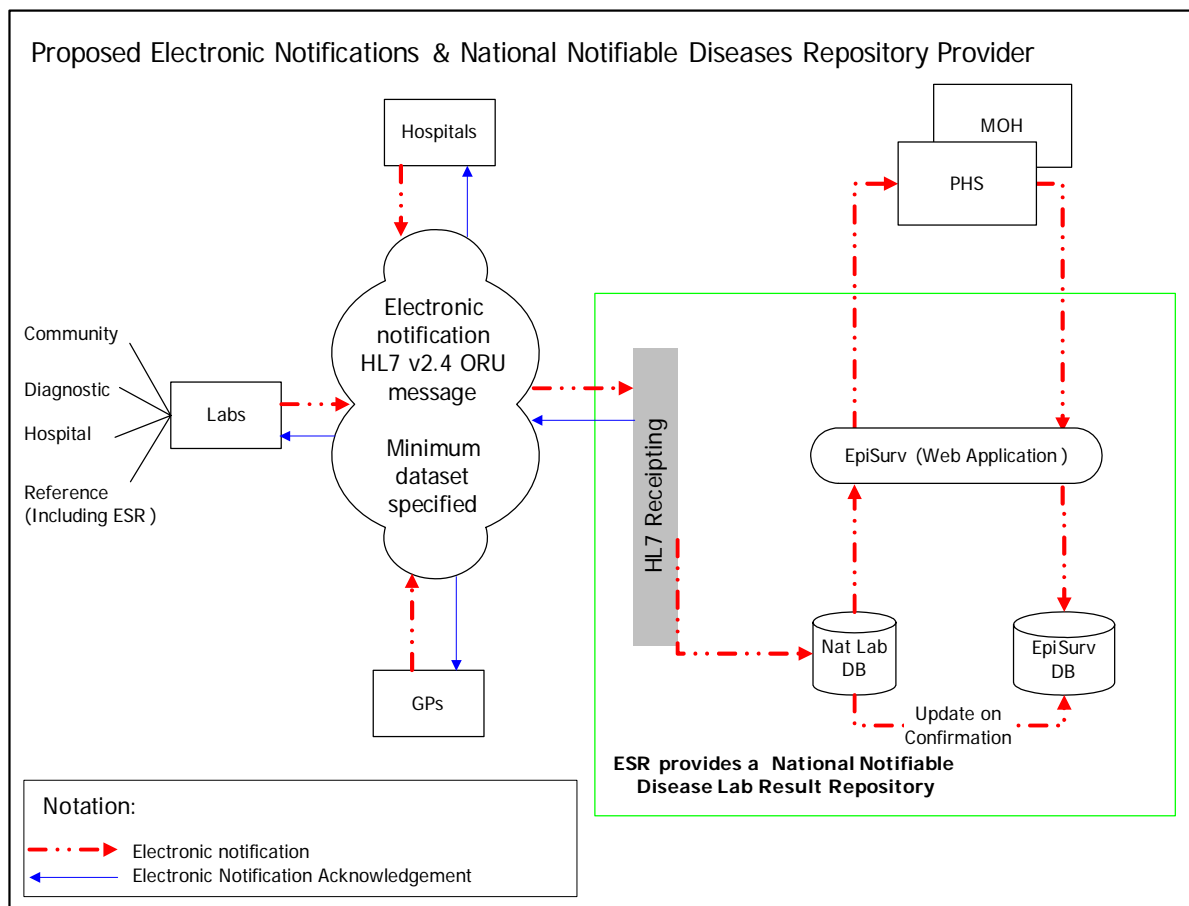 Proposed Electronic Notifications & National Notifiable Diseases Repository Provider
Hospitals
MOH
PHS
Electronic
notification
HL7 v2.4 ORU
message
Minimum
dataset
specified
Community
Diagnostic
Hospital
Reference
(Including ESR)
Labs
HL7 Receipting
EpiSurv (Web Application)
Nat Lab
DB
EpiSurv
DB
GPs
Update on
Confirmation
ESR provides a National Notifiable
Disease Lab Result Repository
Notation:
Electronic notification
Electronic Notification Acknowledgement